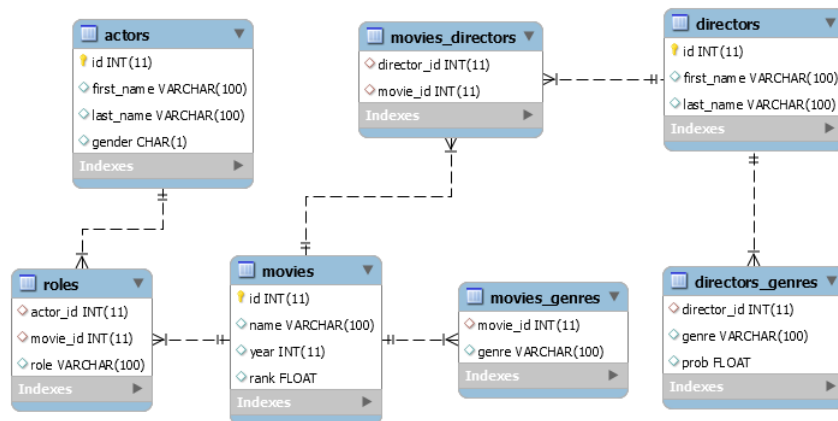 actors
id INT(11)
first_name VARCHAR(100)
last_name VARCHAR(100)
gender CHAR(1)
Indexes
movies_directors
director_id INT(11)
movie_id INT(11)
Indexes
directors
id INT(11)
first_name VARCHAR(100)
last_name VARCHAR(100)
Indexes
roles
actor_id INT(11)
movie_id INT(11)
role VARCHAR(100)
Indexes
movies
id INT(11)
name VARCHAR(100)
year INT(11)
rank FLOAT
Indexes
movies_genres
movie_id INT(11)
genre VARCHAR(100)
Indexes
directors_genres
director_id INT(11)
genre VARCHAR(100)
prob FLOAT
Indexes